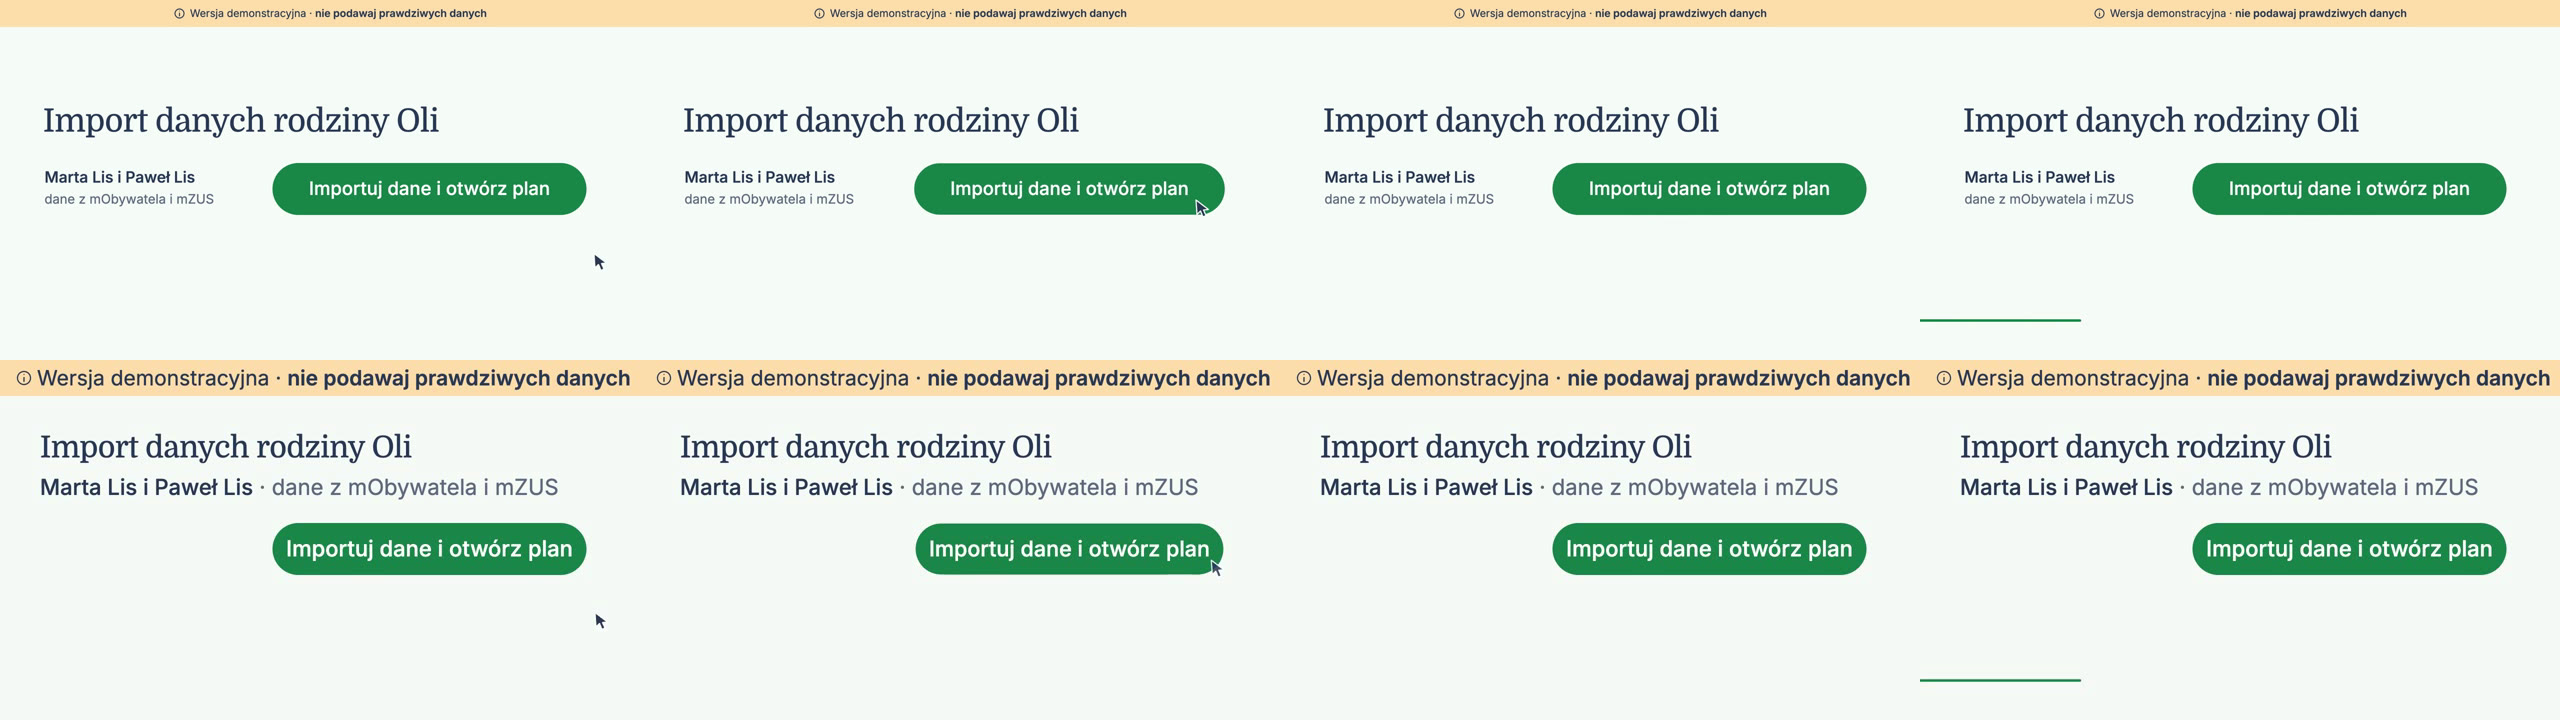 Wersja demonstracyjna · nie podawaj prawdziwych danych
Wersja demonstracyjna · nie podawaj prawdziwych danych
Wersja demonstracyjna · nie podawaj prawdziwych danych
Wersja demonstracyjna · nie podawaj prawdziwych danych
Import danych rodziny Oli
Import danych rodziny Oli
Import danych rodziny Oli
Import danych rodziny Oli
Marta Lis i Paweł Lis
dane z mObywatela i mZUS
Importuj dane i otwórz plan
Marta Lis i Paweł Lis
dane z mObywatela i mZUS
Importuj dane i otwórz plan
Marta Lis i Paweł Lis
dane z mObywatela i mZUS
Importuj dane i otwórz plan
Marta Lis i Paweł Lis
dane z mObywatela i mZUS
Importuj dane i otwórz plan
Wersja demonstracyjna · nie podawaj prawdziwych danych
Wersja demonstracyjna · nie podawaj prawdziwych danych
Wersja demonstracyjna · nie podawaj prawdziwych danych
Wersja demonstracyjna · nie podawaj prawdziwych danych
Import danych rodziny Oli
Import danych rodziny Oli
Import danych rodziny Oli
Import danych rodziny Oli
Marta Lis i Paweł Lis · dane z mObywatela i mZUS
Marta Lis i Paweł Lis · dane z mObywatela i mZUS
Marta Lis i Paweł Lis · dane z mObywatela i mZUS
Marta Lis i Paweł Lis · dane z mObywatela i mZUS
Importuj dane i otwórz plan
Importuj dane i otwórz plan
Importuj dane i otwórz plan
Importuj dane i otwórz plan